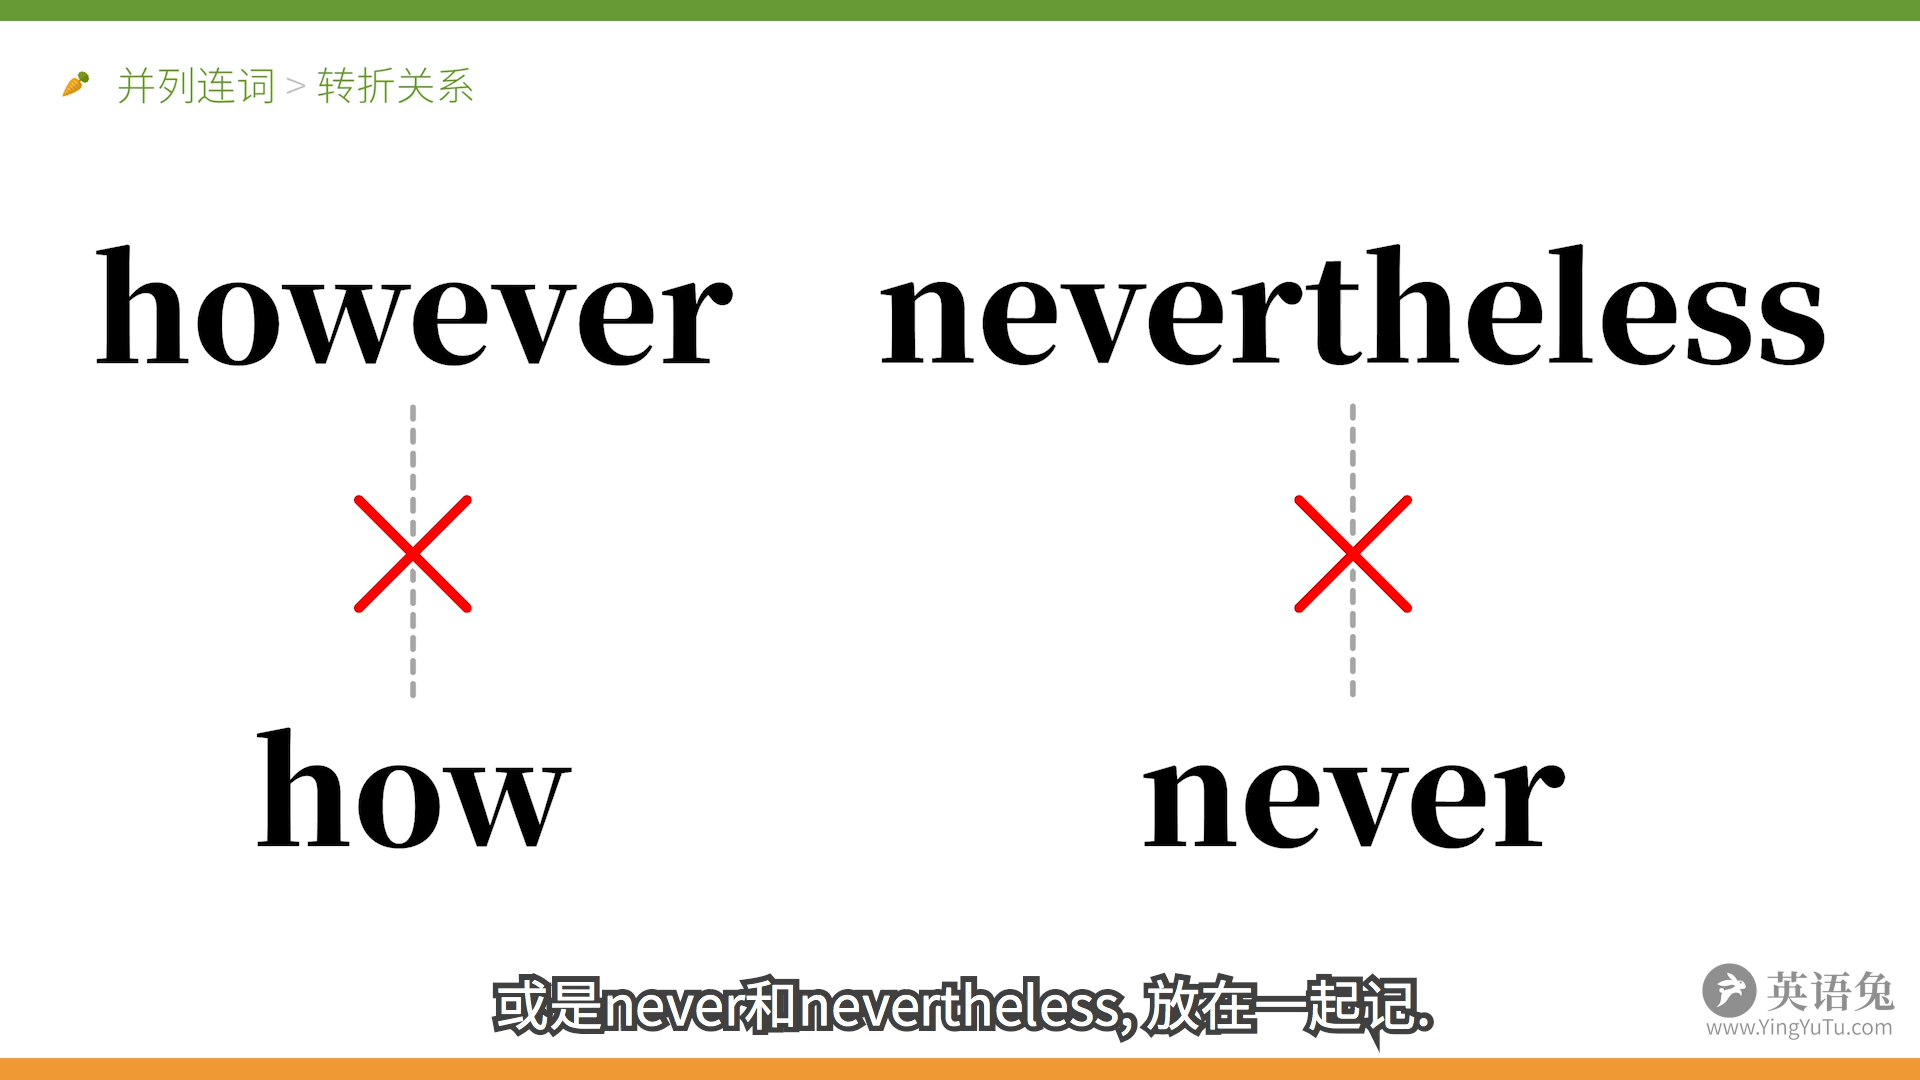 并列连词 > 转折关系
however nevertheless
how never
或是never和nevertheless, 放在一起记.
英语兔
www.YingYuTu.com